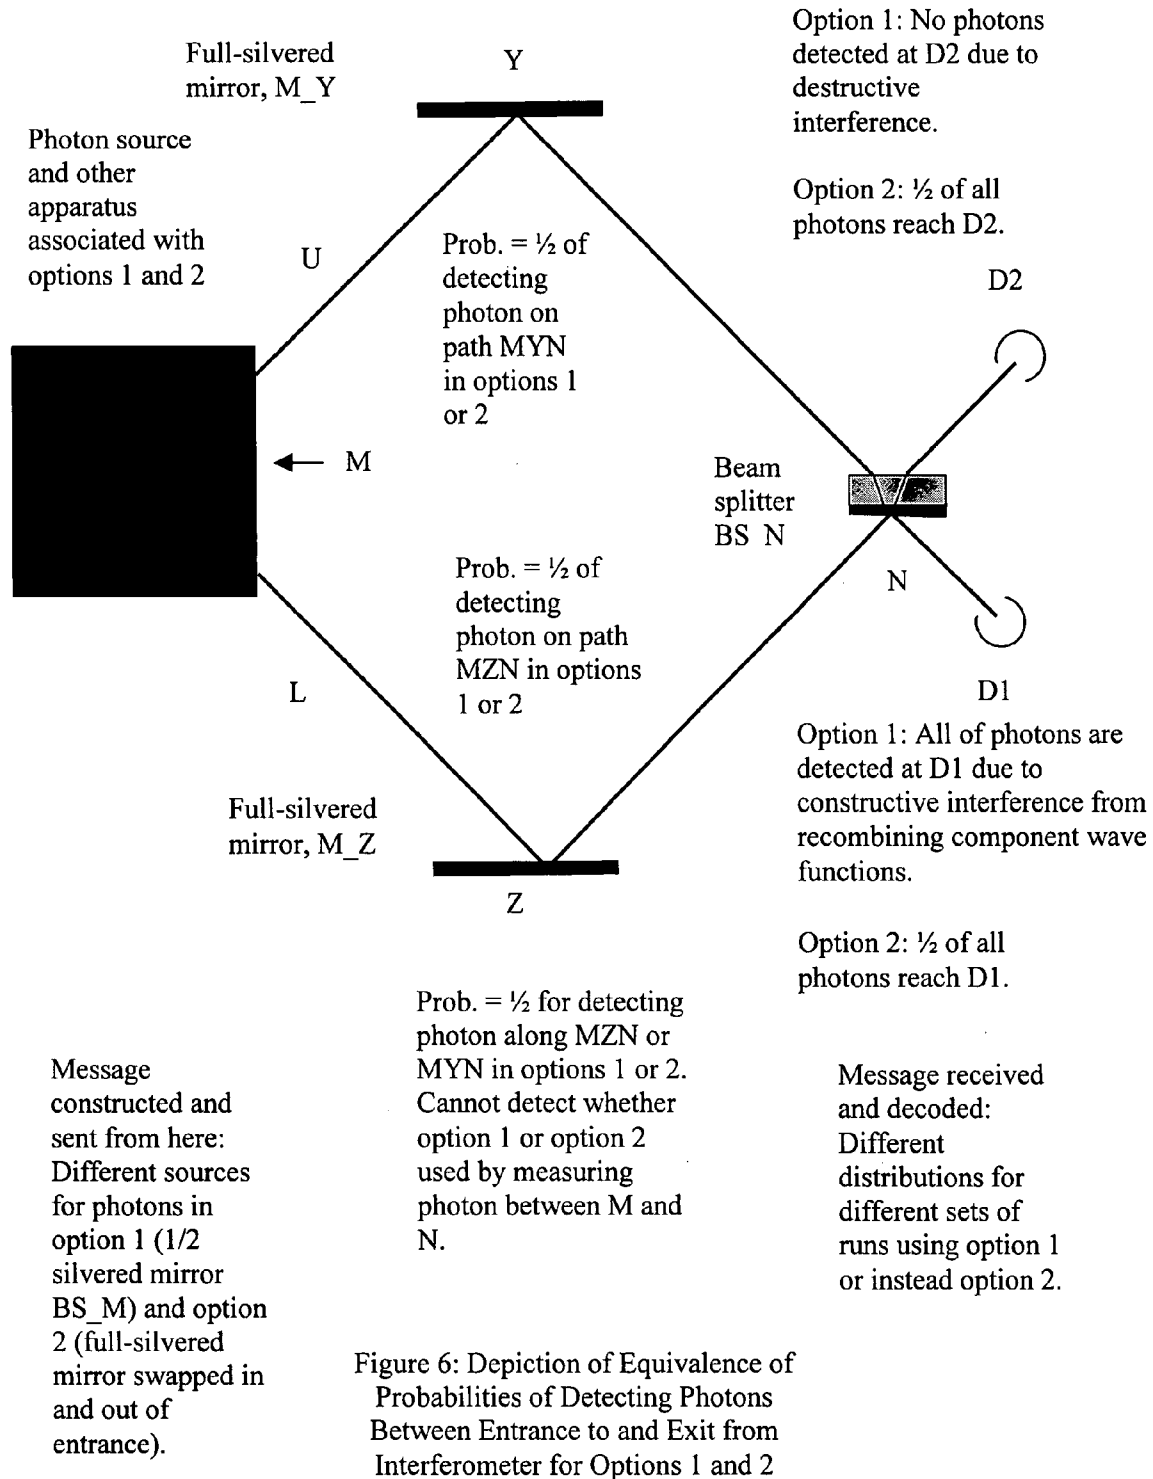 Full-silvered
mirror, M_Y
Y
Option 1: No photons
detected at D2 due to
destructive
interference.
Option 2: ½ of all
photons reach D2.
Photon source
and other
apparatus
associated with
options 1 and 2
U
Prob. = ½ of
detecting
photon on
path MYN
in options 1
or 2
D2
M
Beam
splitter
BS N
N
Prob. = ½ of
detecting
photon on path
MZN in options
1 or 2
L
D1
Option 1: All of photons are
detected at D1 due to
constructive interference from
recombining component wave
functions.
Option 2: ½ of all
photons reach D1.
Full-silvered
mirror, M_Z
Z
Prob. = ½ for detecting
photon along MZN or
MYN in options 1 or 2.
Cannot detect whether
option 1 or option 2
used by measuring
photon between M and
N.
Message
constructed and
sent from here:
Different sources
for photons in
option 1 (1/2
silvered mirror
BS_M) and option
2 (full-silvered
mirror swapped in
and out of
entrance).
Message received
and decoded:
Different
distributions for
different sets of
runs using option 1
or instead option 2.
Figure 6: Depiction of Equivalence of
Probabilities of Detecting Photons
Between Entrance to and Exit from
Interferometer for Options 1 and 2